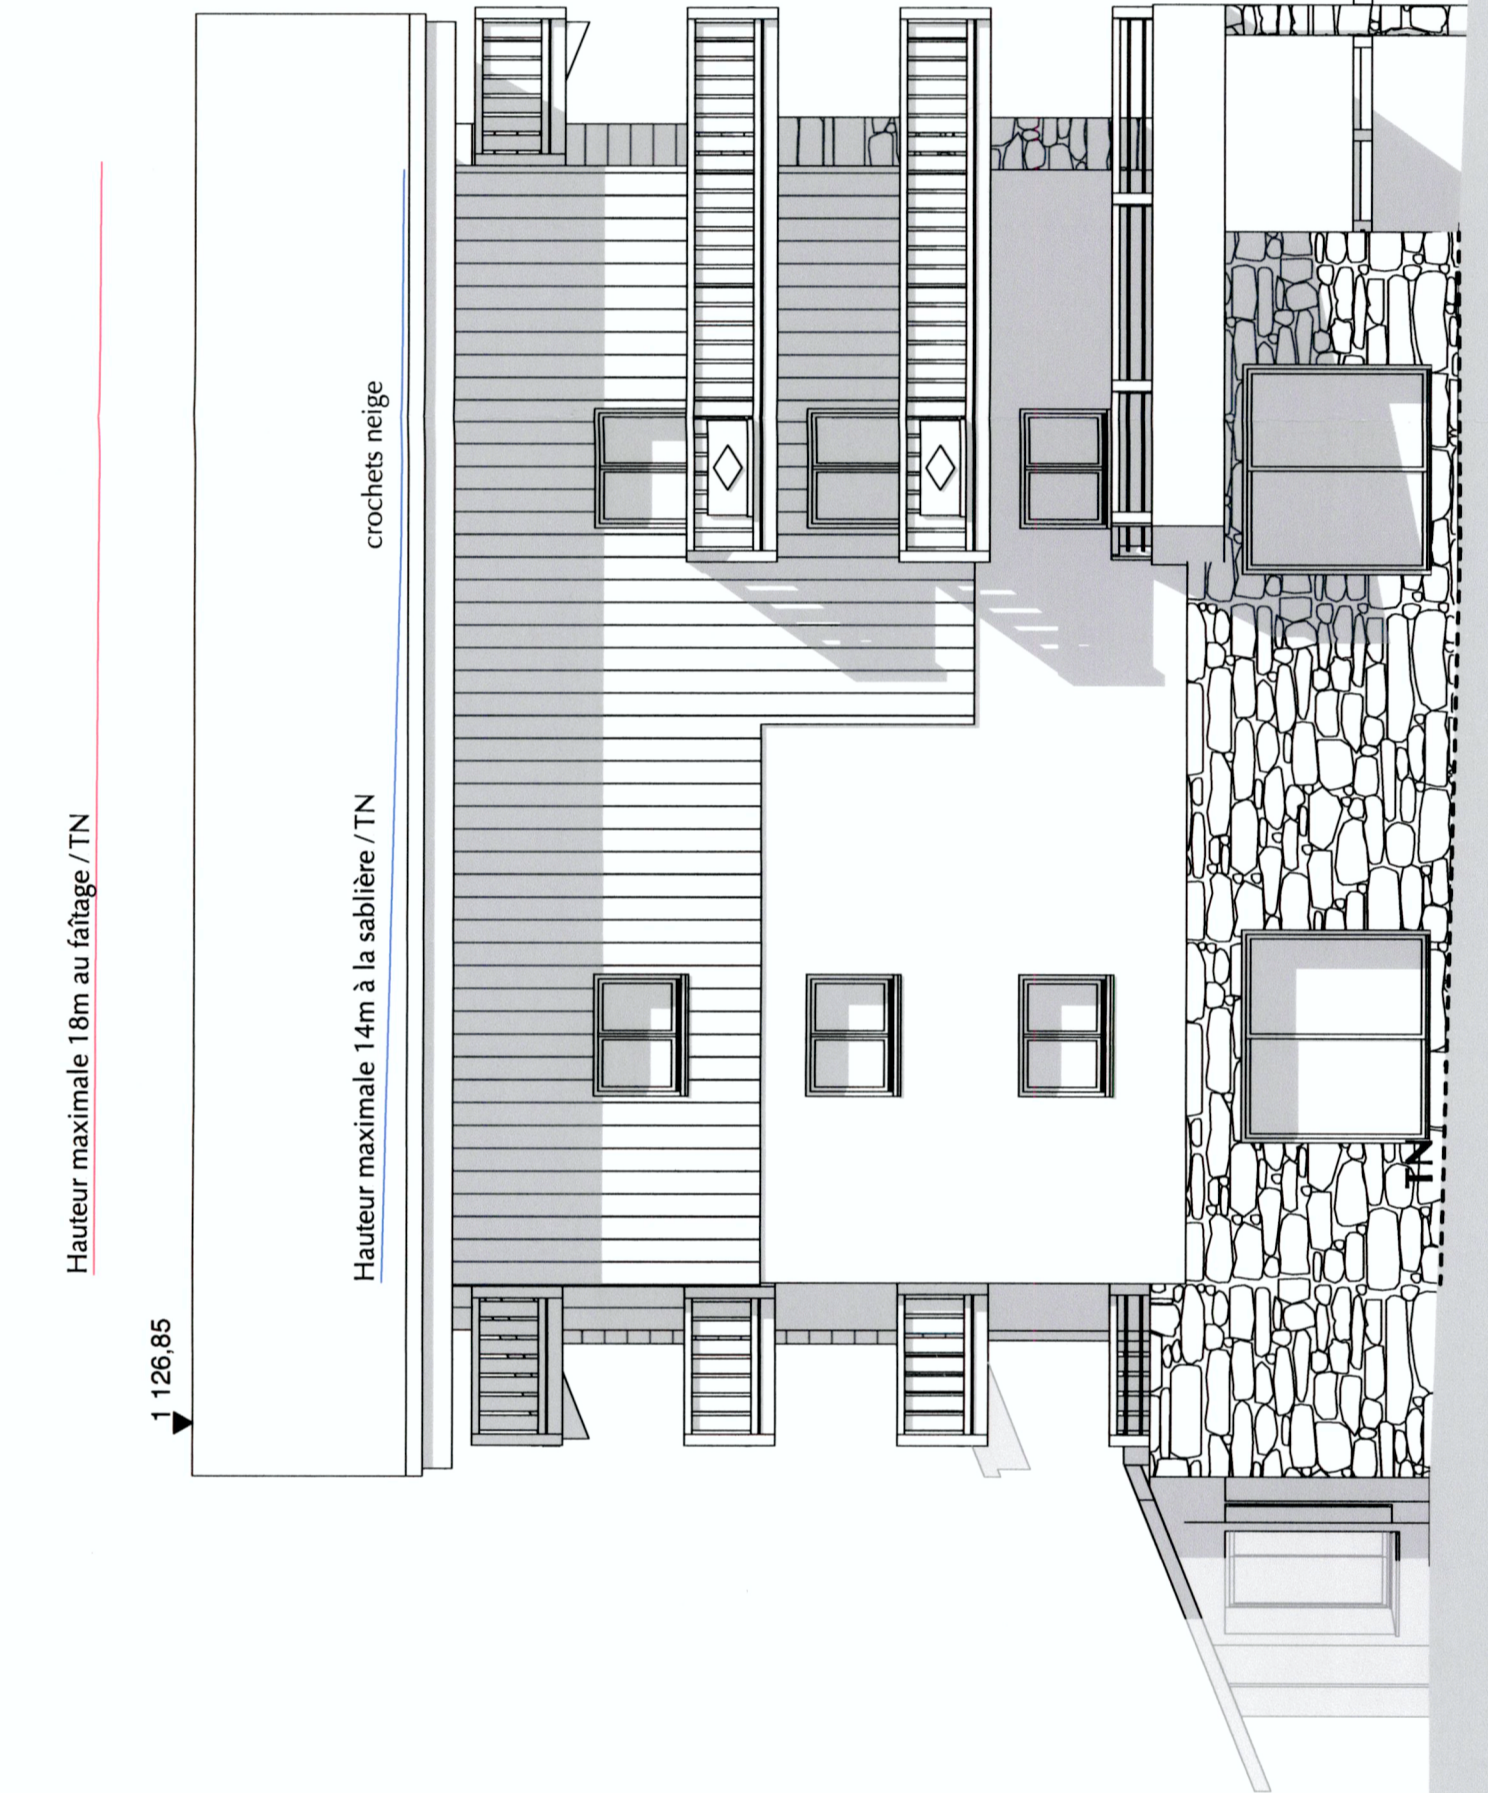 Hauteur maximale 18m au faîtage / TN
1 126,85
Hauteur maximale 14m à la sablière / TN
crochets neige
TN